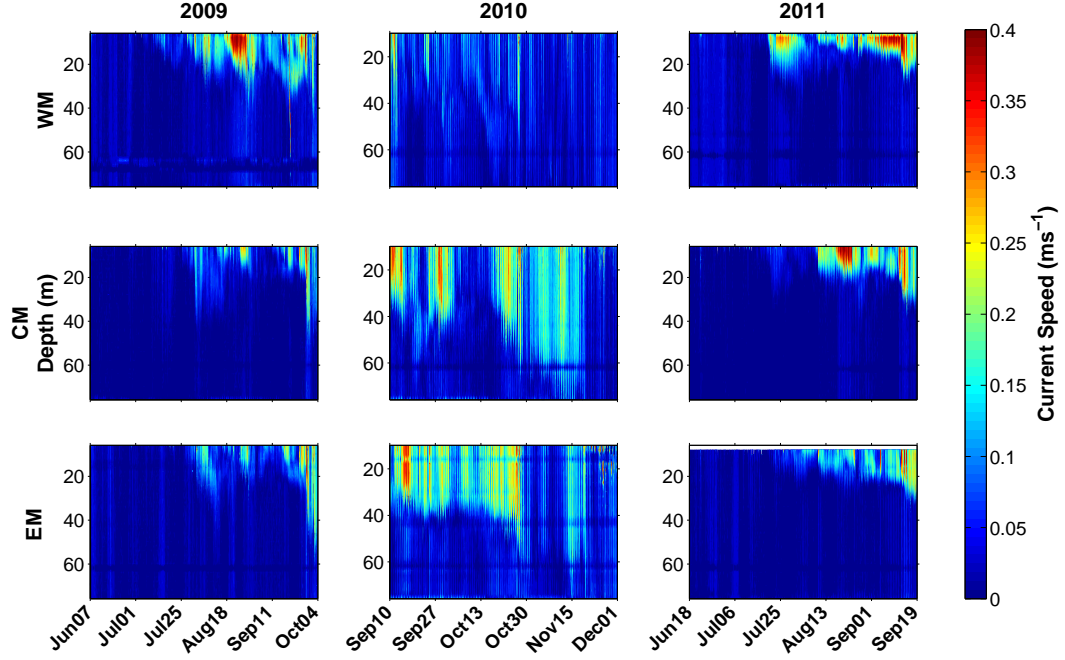 2009
2010
2011
WM
20
40
60
20
40
60
20
40
60
CM
Depth (m)
20
40
60
20
40
60
20
40
60
EM
20
40
60
20
40
60
20
40
60
Jun07
Jul01
Jul25
Aug18
Sep11
Oct04
Sep10
Sep27
Oct13
Oct30
Nov15
Dec01
Jun18
Jul06
Jul25
Aug13
Sep01
Sep19
0.4
0.35
0.3
0.25
0.2
0.15
0.1
0.05
0
Current Speed (ms⁻¹)